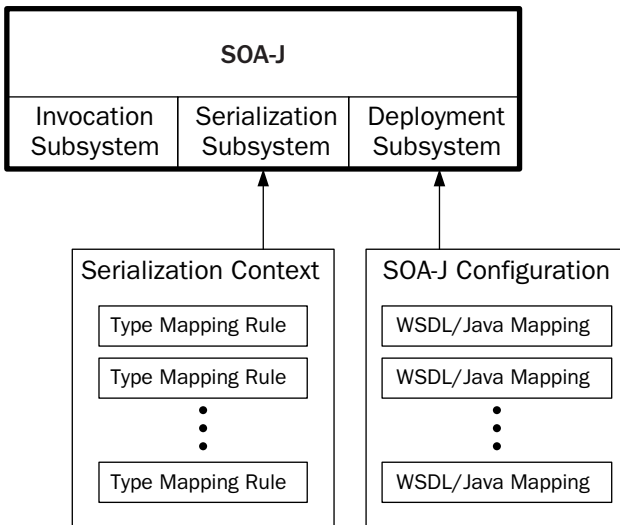 SOA-J
Invocation
Subsystem
Serialization
Subsystem
Deployment
Subsystem
Serialization Context
Type Mapping Rule
Type Mapping Rule
Type Mapping Rule
SOA-J Configuration
WSDL/Java Mapping
WSDL/Java Mapping
WSDL/Java Mapping